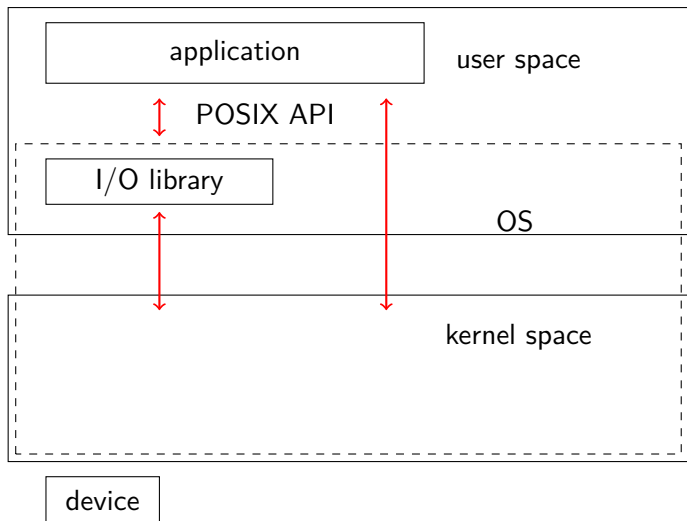 application
user space
POSIX API
I/O library
OS
kernel space
device